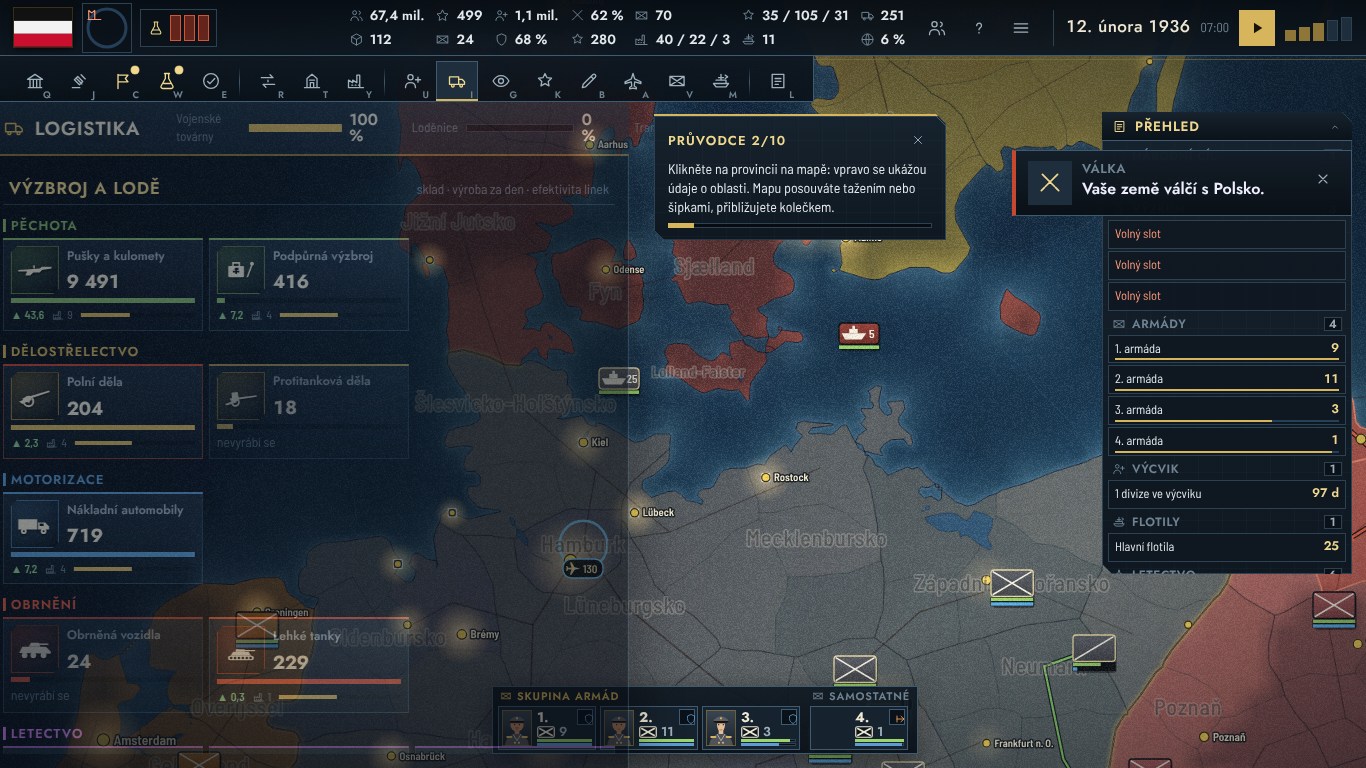 67,4 mil.
499
1,1 mil.
62 %
70
35 / 105 / 31
251
112
24
68 %
280
40 / 22 / 3
11
6 %
?
12. února 1936
07:00
Q
J
C
W
E
R
T
Y
U
I
G
K
B
A
V
M
L
LOGISTIKA
Vojenské továrny
100 %
Loděnice
0 %
VÝZBROJ A LODĚ
sklad · výroba za den · efektivita linek
PĚCHOTA
Pušky a kulomety
9 491
▲ 43,6
9
Podpůrná výzbroj
416
▲ 7,2
4
DĚLOSTŘELECTVO
Polní děla
204
▲ 2,3
4
Protitanková děla
18
nevyrábí se
MOTORIZACE
Nákladní automobily
719
▲ 7,2
4
OBRNĚNÍ
Obrněná vozidla
24
nevyrábí se
Lehké tanky
229
▲ 0,3
1
LETECTVO
PRŮVODCE 2/10
Klikněte na provincii na mapě: vpravo se ukážou
údaje o oblasti. Mapu posouváte tažením nebo
šipkami, přibližujete kolečkem.
PŘEHLED
VÁLKA
Vaše země válčí s Polsko.
Volný slot
Volný slot
Volný slot
ARMÁDY
4
1. armáda
9
2. armáda
11
3. armáda
3
4. armáda
1
VÝCVIK
1
1 divize ve výcviku
97 d
FLOTILY
1
Hlavní flotila
25
Aarhus
Jižní Jutsko
Odense
Fyn
Sjælland
5
25
Lolland-Falster
Šlesvicko-Holštýnsko
Kiel
Rostock
Lübeck
Hamburk
130
Mecklenbursko
Lüneburgsko
Brémy
Oldenbursko
Groningen
Overijssel
Amsterdam
Osnabrück
Poznaň
Poznaň
Frankfurt n. O.
SKUPINA ARMÁD
SAMOSTATNÉ
1.
9
2.
11
3.
3
4.
1